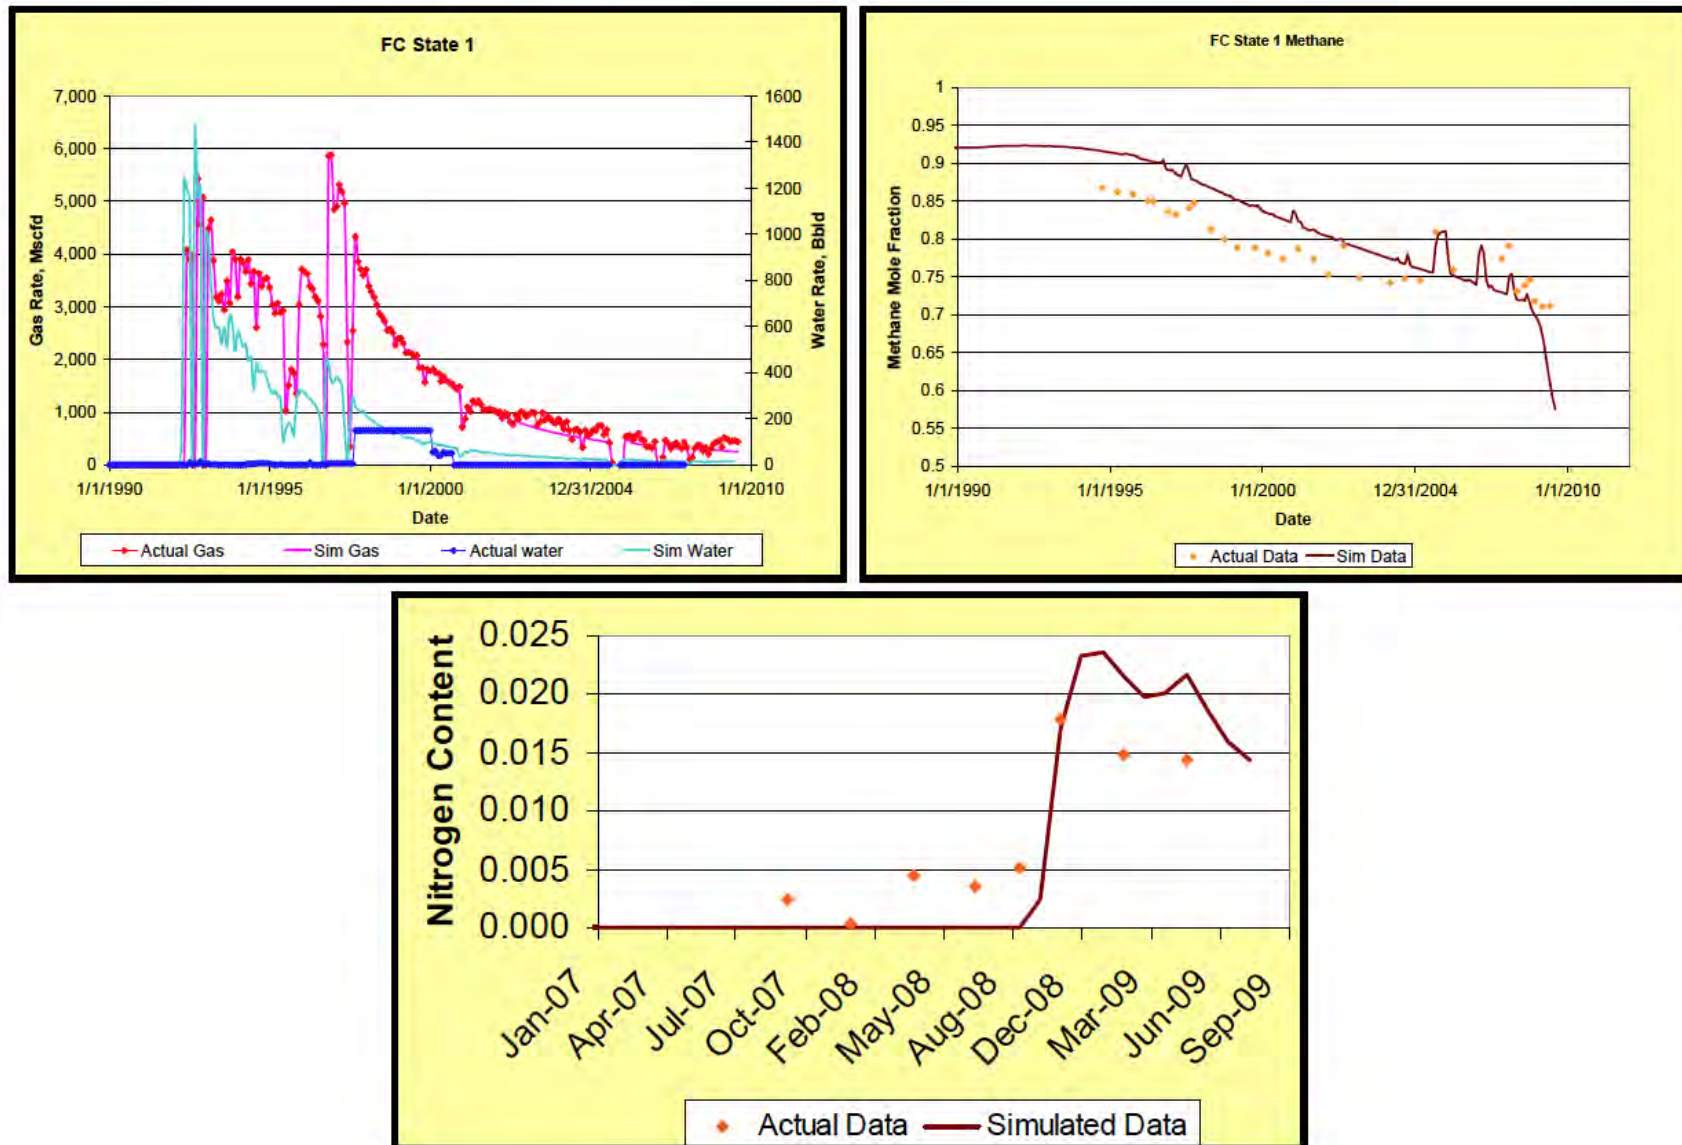 FC State 1
Gas Rate, Mscfd
7,000
6,000
5,000
4,000
3,000
2,000
1,000
0
1600
1400
1200
1000
800
600
400
200
0
Water Rate, Bbld
1/1/1990 1/1/1995 1/1/2000 12/31/2004 1/1/2010
Date
Actual Gas Sim Gas Actual water Sim Water
FC State 1 Methane
Methane Mole Fraction
1
0.95
0.9
0.85
0.8
0.75
0.7
0.65
0.6
0.55
0.5
1/1/1990 1/1/1995 1/1/2000 12/31/2004 1/1/2010
Date
Actual Data Sim Data
Nitrogen Content
0.025
0.020
0.015
0.010
0.005
0.000
Jan-07 Apr-07 Jul-07 Oct-07 Feb-08 May-08 Aug-08 Dec-08 Mar-09 Jun-09 Sep-09
Actual Data Simulated Data